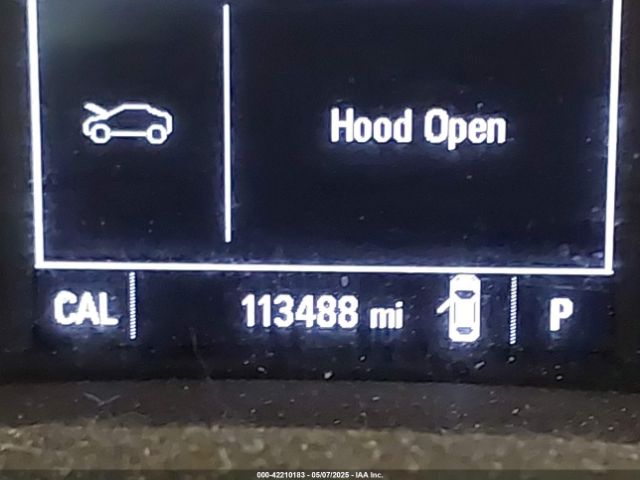 Hood Open
CAL 113488 mi P
000-42210183 - 05/07/2025 - IAA Inc.